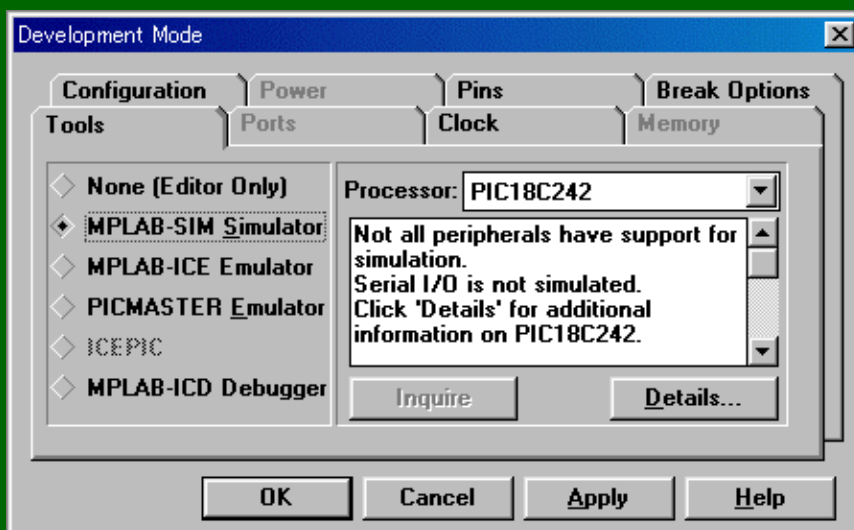 Development Mode
Configuration
Power
Pins
Break Options
Tools
Ports
Clock
Memory
None (Editor Only)
MPLAB-SIM Simulator
MPLAB-ICE Emulator
PICMASTER Emulator
ICEPIC
MPLAB-ICD Debugger
Processor: PIC18C242
Not all peripherals have support for
simulation.
Serial I/O is not simulated.
Click 'Details' for additional
information on PIC18C242.
Inquire
Details...
OK
Cancel
Apply
Help